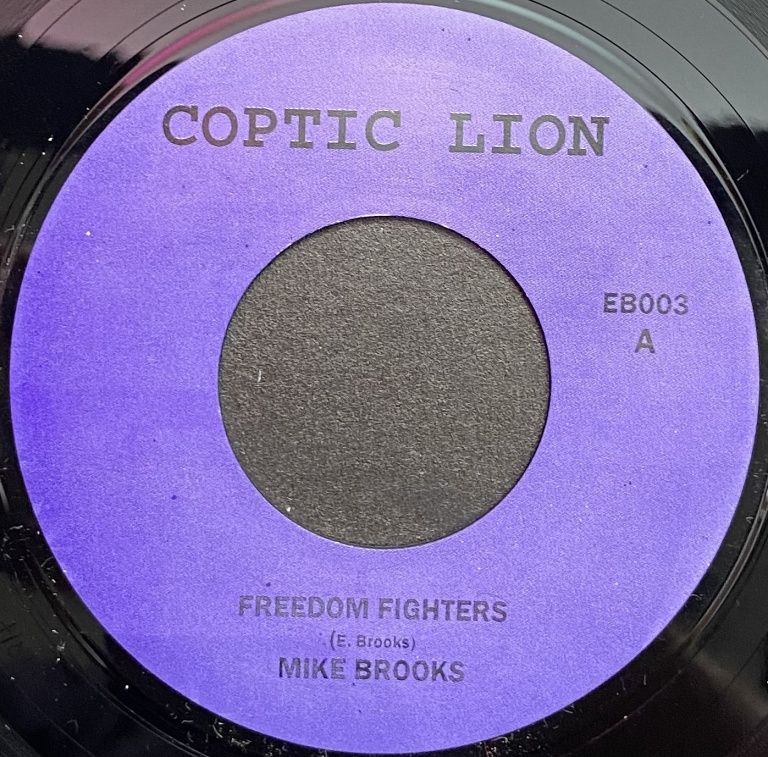 COPTIC LION
EB003
A
FREEDOM FIGHTERS
(E. Brooks)
MIKE BROOKS